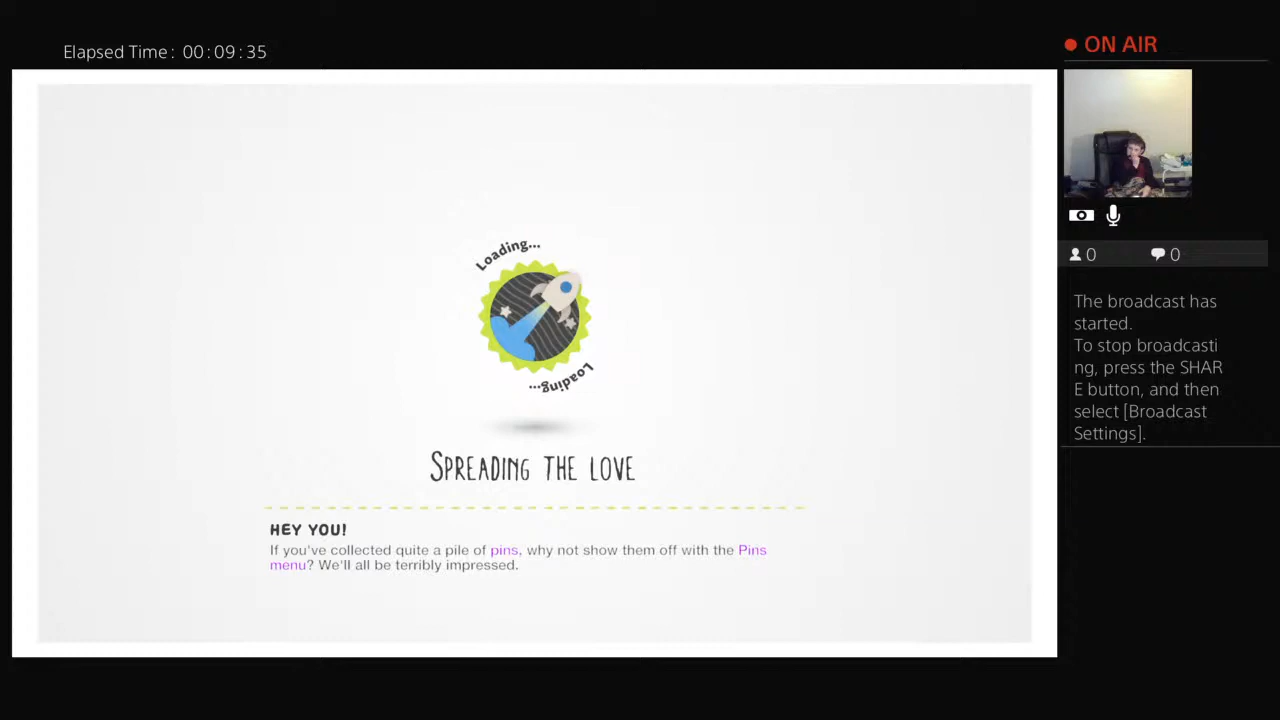 Elapsed Time: 00:09:35
ON AIR
0 0
The broadcast has
started.
To stop broadcasti
ng, press the SHAR
E button, and then
select [Broadcast
Settings].
Loading...
Loading...
SPREADING THE LOVE
HEY YOU!
If you've collected quite a pile of pins, why not show them off with the Pins
menu? We'll all be terribly impressed.